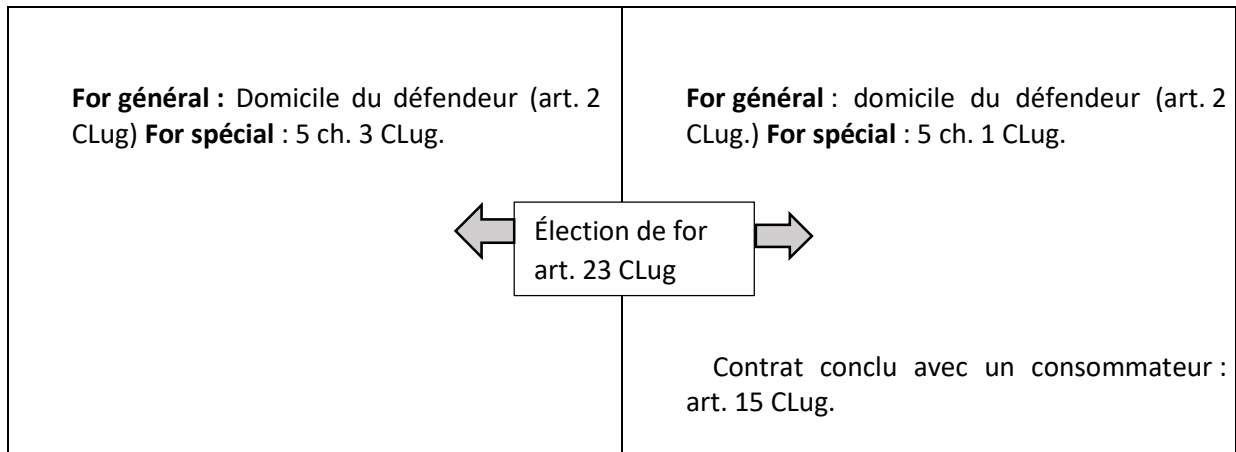 For général : Domicile du défendeur (art. 2
CLug) For spécial : 5 ch. 3 CLug.
For général : domicile du défendeur (art. 2
CLug.) For spécial : 5 ch. 1 CLug.
Élection de for
art. 23 CLug
Contrat conclu avec un consommateur :
art. 15 CLug.